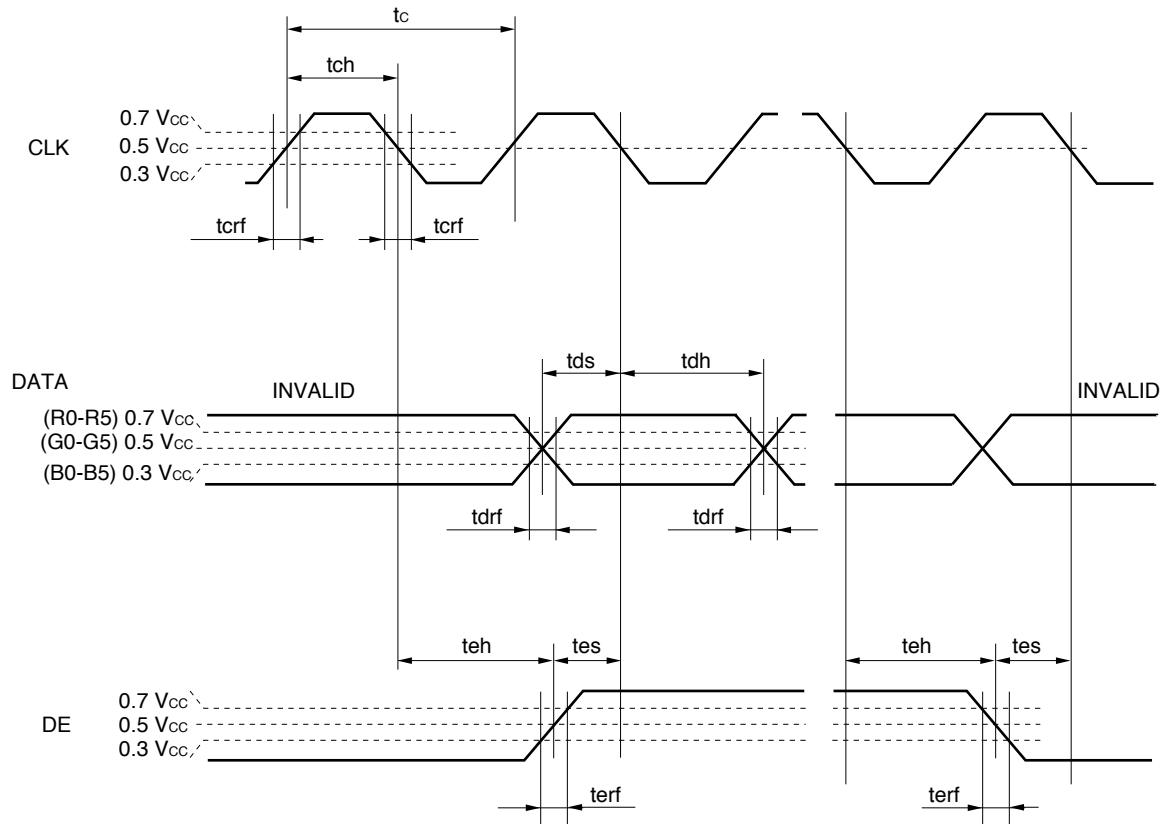 tc
tch
0.7 Vcc
CLK
0.5 Vcc
0.3 Vcc
tcrf
tcrf
tds
tdh
DATA
INVALID
INVALID
(R0-R5) 0.7 Vcc
(G0-G5) 0.5 Vcc
(B0-B5) 0.3 Vcc
tdrf
tdrf
teh
tes
teh
tes
0.7 Vcc
DE
0.5 Vcc
0.3 Vcc
terf
terf